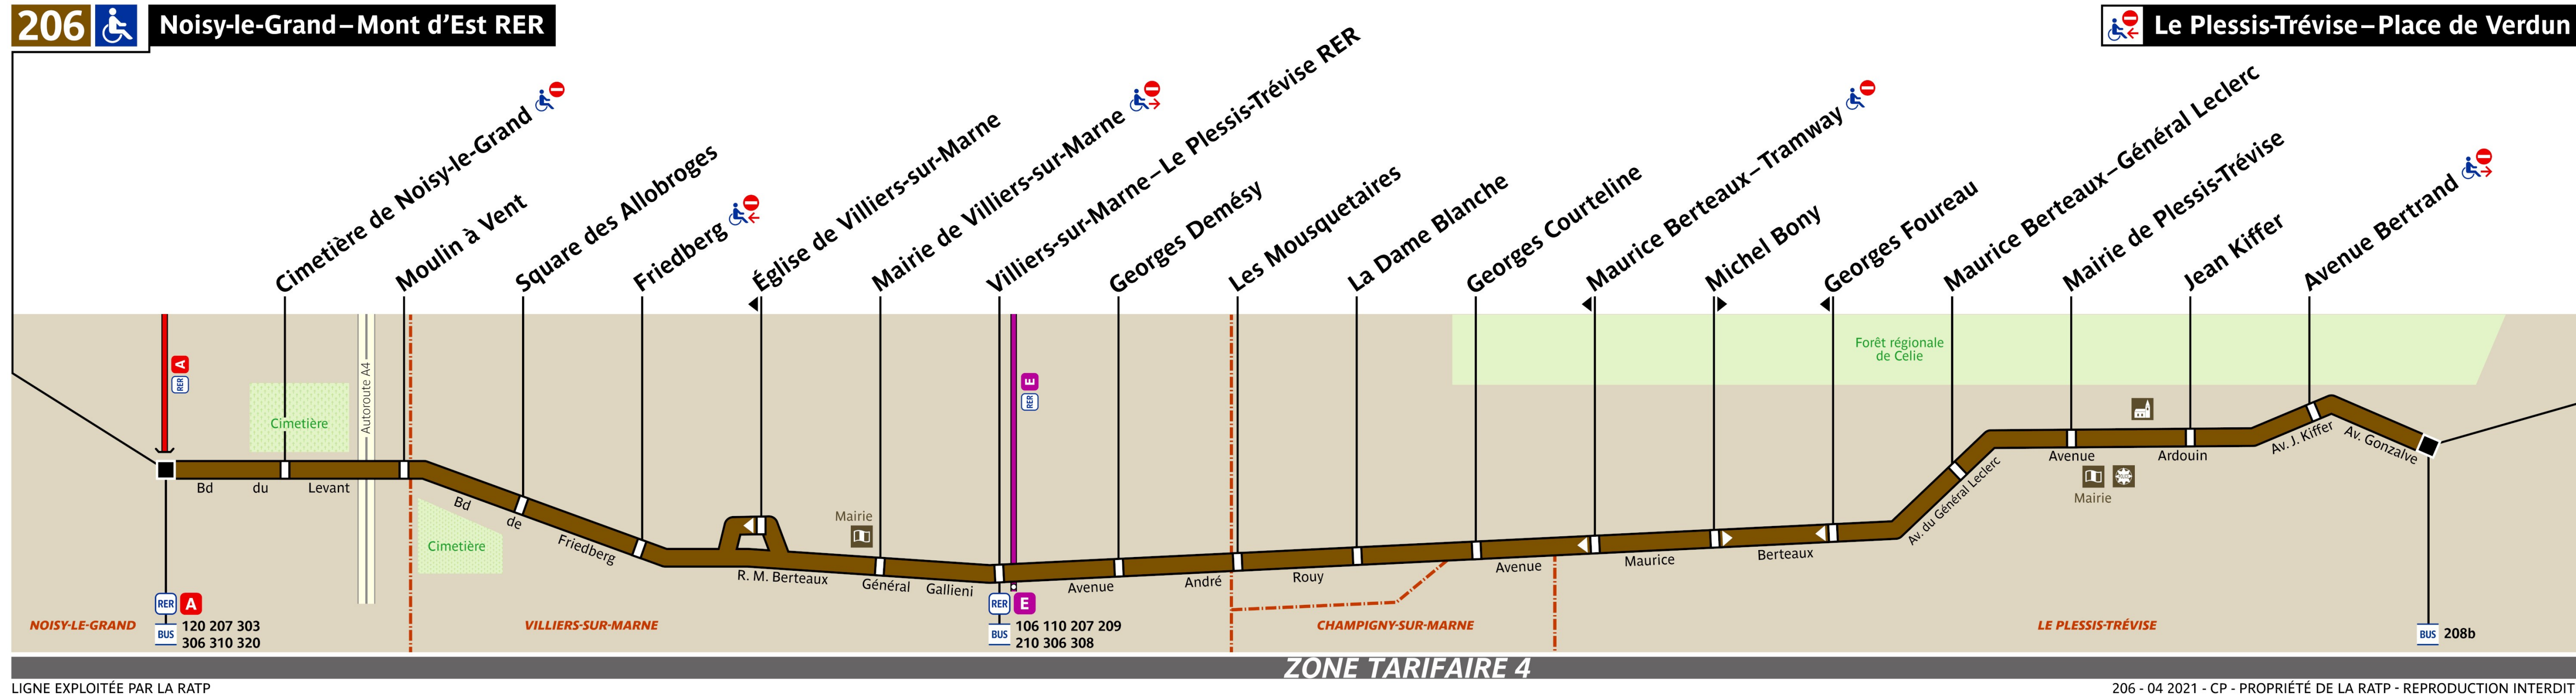 206 Noisy-le-Grand–Mont d'Est RER
Le Plessis-Trévise–Place de Verdun
Cimetière de Noisy-le-Grand
Moulin à Vent
Square des Allobroges
Friedberg
Église de Villiers-sur-Marne
Mairie de Villiers-sur-Marne
Villiers-sur-Marne–Le Plessis-Trévise RER
Georges Demésy
Les Mousquetaires
La Dame Blanche
Georges Courteline
Maurice Berteaux–Tramway
Michel Bony
Georges Foureau
Maurice Berteaux–Général Leclerc
Mairie de Plessis-Trévise
Jean Kiffer
Avenue Bertrand
A
RER
Cimetière
Autoroute A4
E
RER
Forêt régionale
de Celie
Bd du Levant
Cimetière
Bd de Friedberg
Mairie
R. M. Berteaux
Général Gallieni
Avenue André Rouy
Avenue Maurice Berteaux
Av. du Général Leclerc
Avenue Ardouin
Mairie
Av. J. Kiffer
Av. Gonzalve
RER A
BUS 120 207 303
306 310 320
RER E
BUS 106 110 207 209
210 306 308
BUS 208b
NOISY-LE-GRAND
VILLIERS-SUR-MARNE
CHAMPIGNY-SUR-MARNE
LE PLESSIS-TRÉVISE
ZONE TARIFAIRE 4
LIGNE EXPLOITÉE PAR LA RATP
206 - 04 2021 - CP - PROPRIÉTÉ DE LA RATP - REPRODUCTION INTERDIT